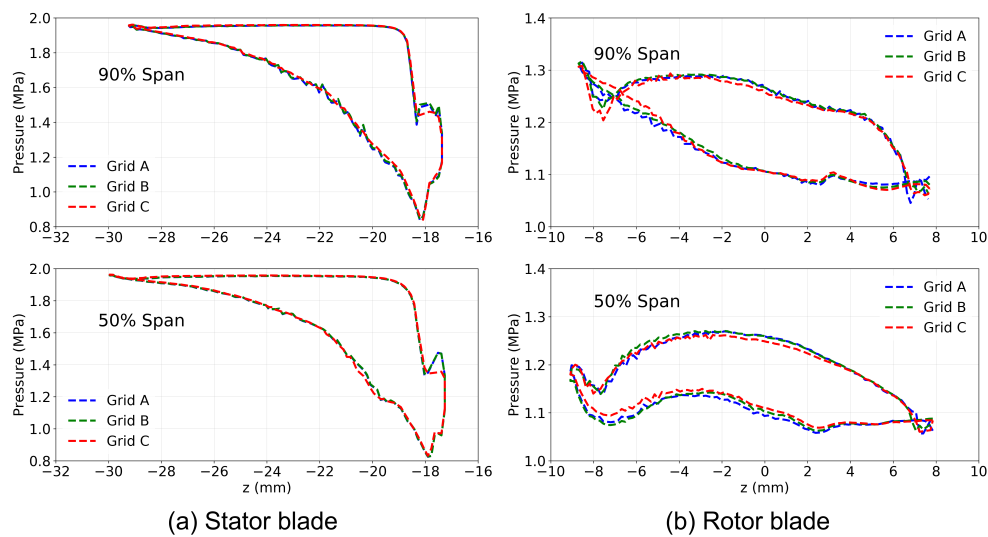 2.0
1.8
1.6
1.4
1.2
1.0
0.8
Pressure (MPa)
90% Span
Grid A
Grid B
Grid C
−32 −30 −28 −26 −24 −22 −20 −18 −16
1.4
1.3
1.2
1.1
1.0
Pressure (MPa)
90% Span
Grid A
Grid B
Grid C
−10 −8 −6 −4 −2 0 2 4 6 8 10
2.0
1.8
1.6
1.4
1.2
1.0
0.8
Pressure (MPa)
50% Span
Grid A
Grid B
Grid C
−32 −30 −28 −26 −24 −22 −20 −18 −16
z (mm)
1.4
1.3
1.2
1.1
1.0
Pressure (MPa)
50% Span
Grid A
Grid B
Grid C
−10 −8 −6 −4 −2 0 2 4 6 8 10
z (mm)
(a) Stator blade
(b) Rotor blade